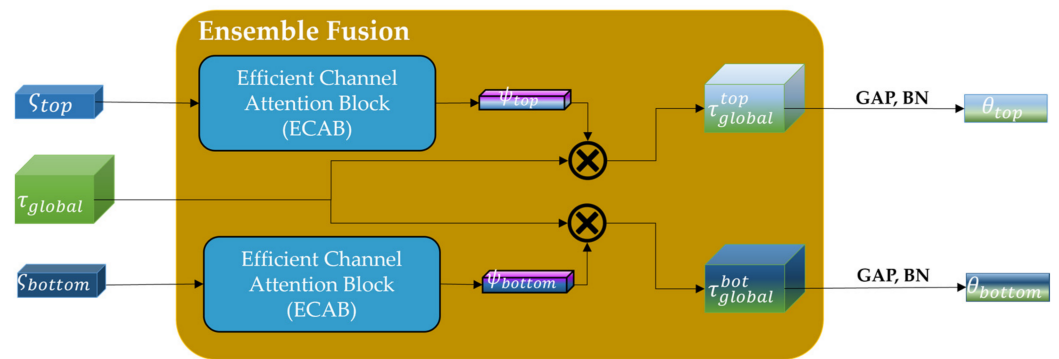 Ensemble Fusion
ς_top
Efficient Channel
Attention Block
(ECAB)
ψ_top
τ^top_global
GAP, BN
θ_top
τ_global
ς_bottom
Efficient Channel
Attention Block
(ECAB)
ψ_bottom
τ^bot_global
GAP, BN
θ_bottom